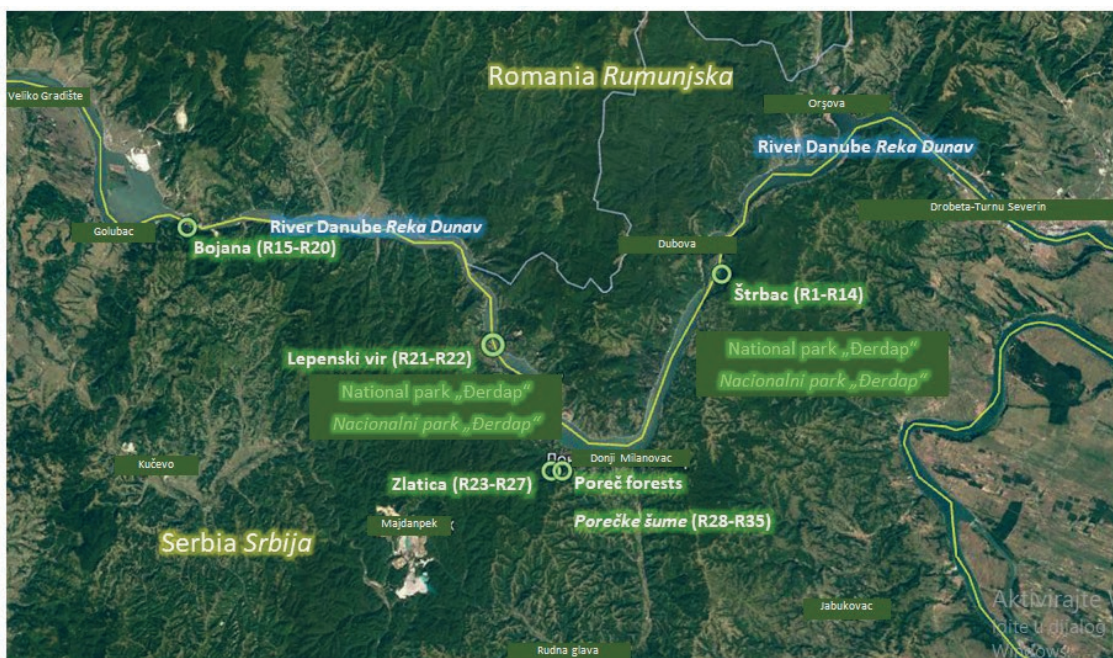 Romania Rumunjska
Veliko Gradište
Orşova
River Danube Reka Dunav
Drobeta-Turnu Severin
Golubac
River Danube Reka Dunav
Bojana (R15-R20)
Dubova
Štrbac (R1-R14)
Lepenski vir (R21-R22)
National park „Đerdap“
Nacionalni park „Đerdap“
National park „Đerdap“
Nacionalni park „Đerdap“
Donji Milanovac
Kučevo
Zlatica (R23-R27)
Poreč forests
Porečke šume (R28-R35)
Majdanpek
Serbia Srbija
Jabukovac
Rudna glava
Aktivirajte
Idite u dijalog
Windows